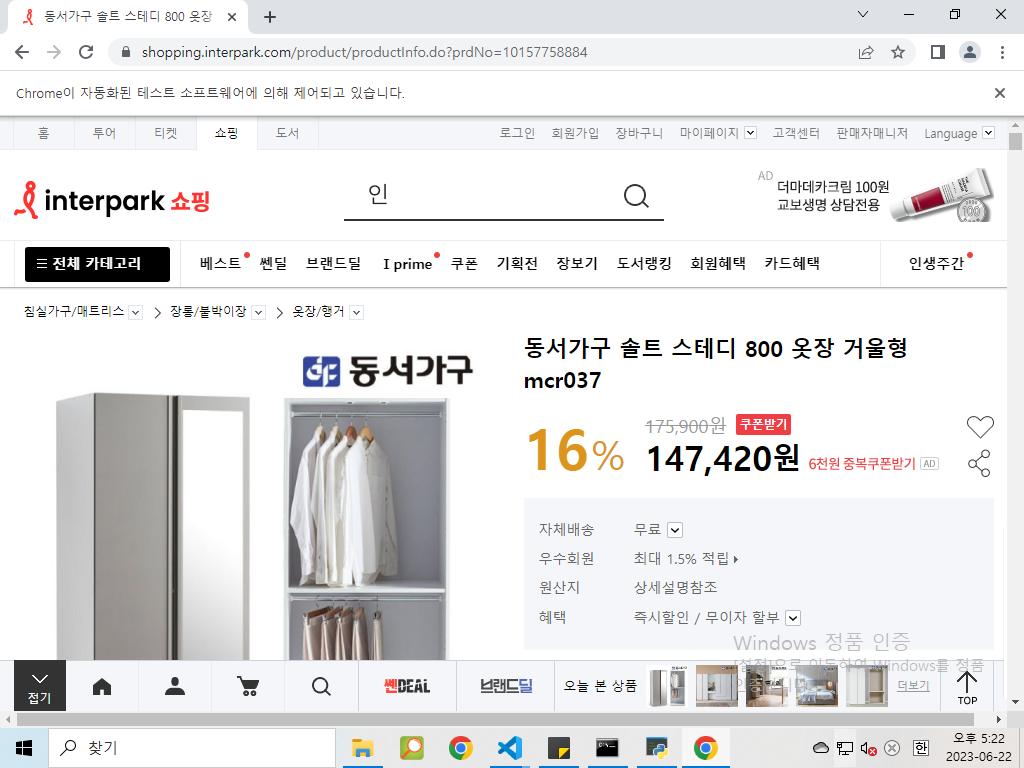 동서가구 솔트 스테디 800 옷장
shopping.interpark.com/product/productInfo.do?prdNo=10157758884
Chrome이 자동화된 테스트 소프트웨어에 의해 제어되고 있습니다.
홈 투어 티켓 쇼핑 도서 로그인 회원가입 장바구니 마이페이지 고객센터 판매자매니저 Language
interpark 쇼핑
인
AD
더마데카크림 100원
교보생명 상담전용
전체 카테고리 베스트 쎈딜 브랜드딜 I prime 쿠폰 기획전 장보기 도서랭킹 회원혜택 카드혜택 인생주간
침실가구/매트리스 장롱/붙박이장 옷장/행거
동서가구
동서가구 솔트 스테디 800 옷장 거울형
mcr037
16%
175,900원 쿠폰받기
147,420원 6천원 중복쿠폰받기 AD
자체배송 무료
우수회원 최대 1.5% 적립
원산지 상세설명참조
혜택 즉시할인 / 무이자 할부
Windows 정품 인증
[설정]으로 이동하여 Windows를 정품
접기
쎈DEAL 브랜드딜 오늘 본 상품 더보기
TOP
찾기
한
오후 5:22
2023-06-22